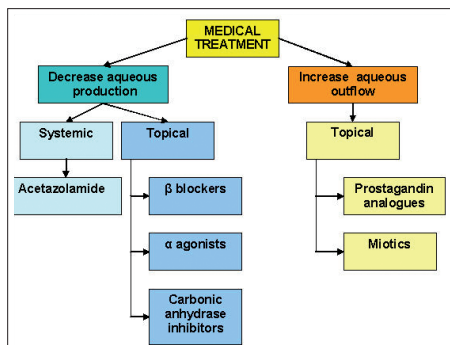 MEDICAL
TREATMENT
Decrease aqueous
production
Increase aqueous
outflow
Systemic
Topical
Topical
Acetazolamide
β blockers
Prostagandin
analogues
α agonists
Miotics
Carbonic
anhydrase
inhibitors